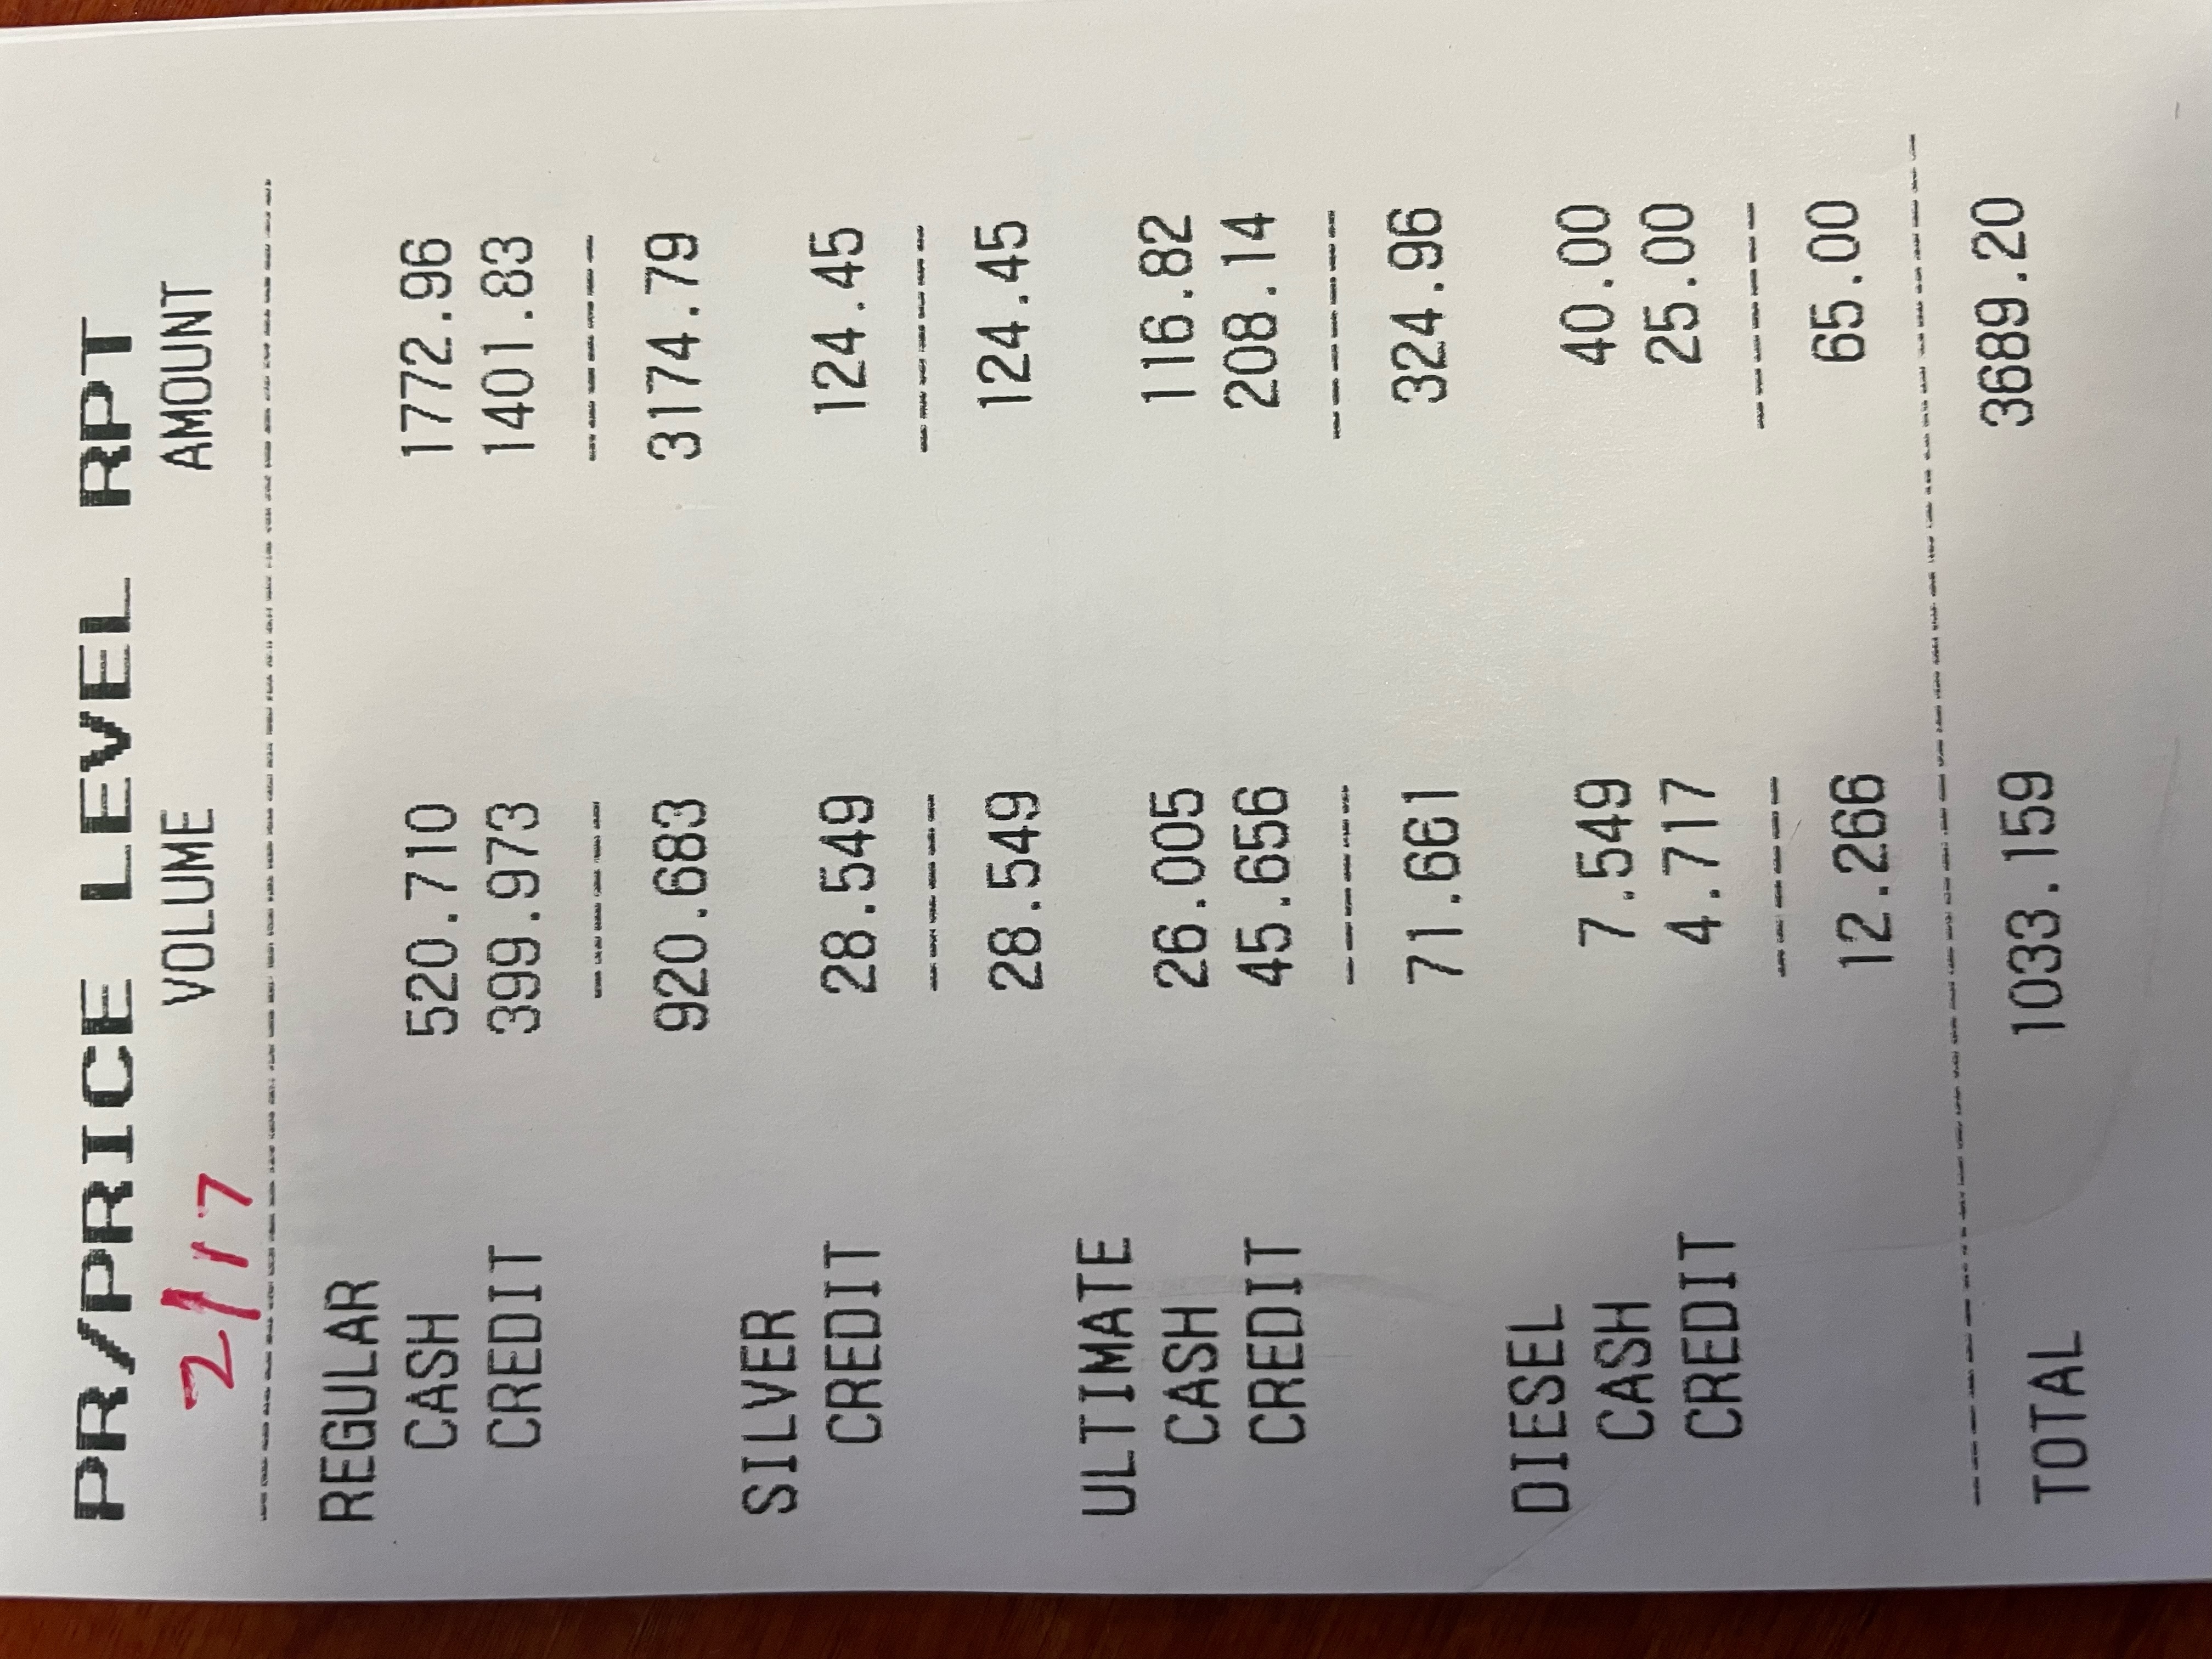 PR/PRICE LEVEL RPT
2/17 VOLUME AMOUNT
REGULAR
CASH 520.710 1772.96
CREDIT 399.973 1401.83
920.683 3174.79
SILVER
CREDIT 28.549 124.45
28.549 124.45
ULTIMATE
CASH 26.005 116.82
CREDIT 45.656 208.14
71.661 324.96
DIESEL
CASH 7.549 40.00
CREDIT 4.717 25.00
12.266 65.00
TOTAL 1033.159 3689.20